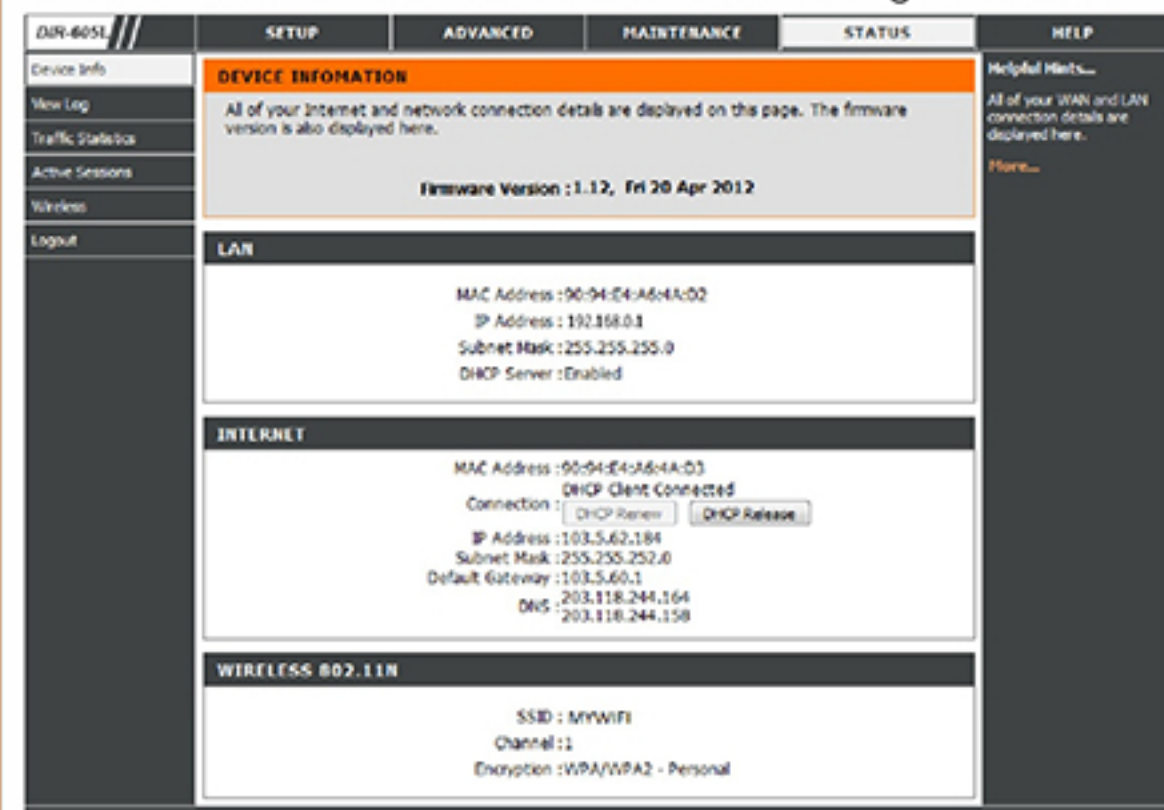 DIR-605L
SETUP
ADVANCED
MAINTENANCE
STATUS
HELP
Device Info
View Log
Traffic Statistics
Active Sessions
Wireless
Logout
DEVICE INFOMATION
All of your Internet and network connection details are displayed on this page. The firmware
version is also displayed here.
Firmware Version :1.12, Fri 20 Apr 2012
LAN
MAC Address :90:94:E4:A6:4A:D2
IP Address : 192.168.0.1
Subnet Mask :255.255.255.0
DHCP Server :Enabled
INTERNET
MAC Address :90:94:E4:A6:4A:D3
DHCP Client Connected
Connection :
DHCP Renew DHCP Release
IP Address :103.5.62.184
Subnet Mask :255.255.252.0
Default Gateway :103.5.60.1
DNS :203.118.244.164
203.118.244.158
WIRELESS 802.11N
SSID : MYWIFI
Channel :1
Encryption :WPA/WPA2 - Personal
Helpful Hints...
All of your WAN and LAN
connection details are
displayed here.
More...